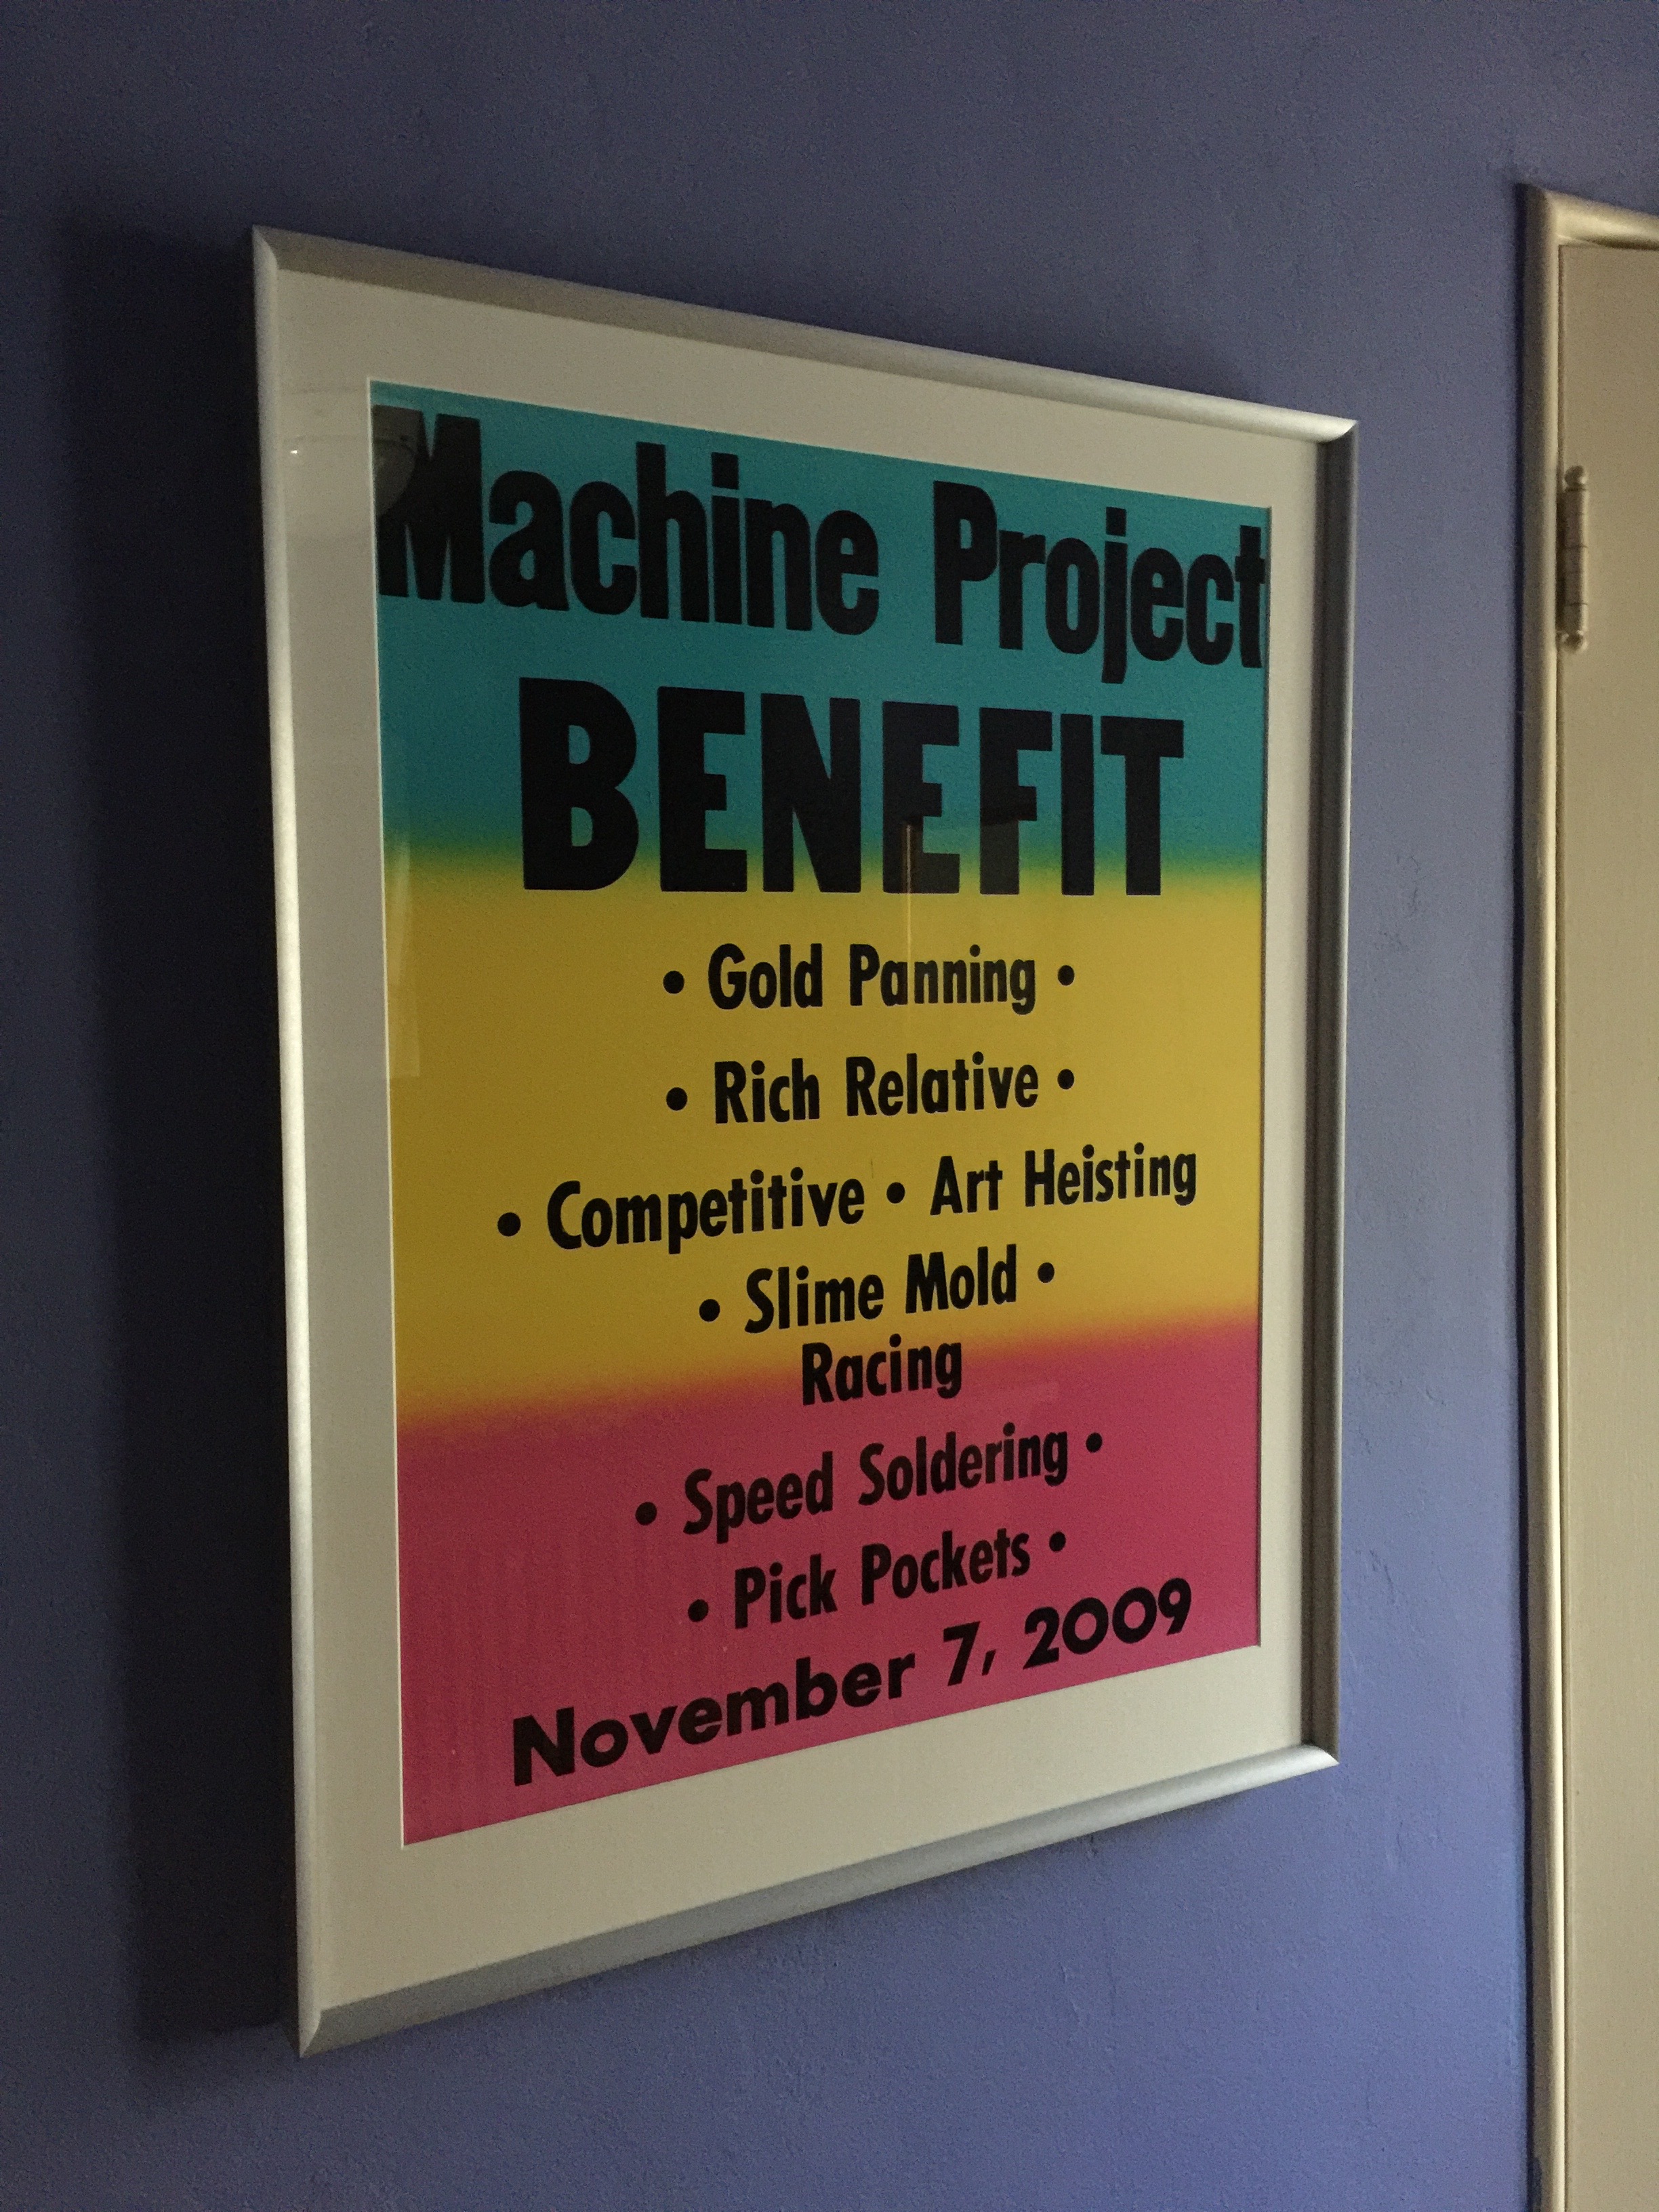 Machine Project
BENEFIT
• Gold Panning •
• Rich Relative •
• Competitive • Art Heisting
• Slime Mold •
Racing
• Speed Soldering •
• Pick Pockets •
November 7, 2009